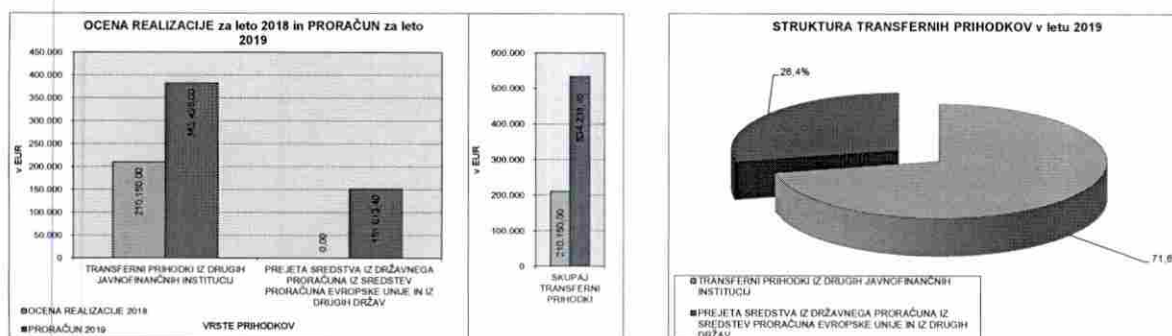 OCENA REALIZACIJE za leto 2018 in PRORAČUN za leto
2019
450.000
400.000
350.000
300.000
250.000
200.000
150.000
100.000
50.000
0
v EUR
210.150,00
0,00
TRANSFERNI PRIHODKI IZ DRUGIH
JAVNOFINANČNIH INSTITUCIJ
PREJETA SREDSTVA IZ DRŽAVNEGA
PRORAČUNA IZ SREDSTEV
PRORAČUNA EVROPSKE UNIJE IN IZ
DRUGIH DRŽAV
OCENA REALIZACIJE 2018
PRORAČUN 2019
VRSTE PRIHODKOV
600.000
500.000
400.000
300.000
200.000
100.000
0
v EUR
210.150,00
SKUPAJ
TRANSFERNI
PRIHODKI
STRUKTURA TRANSFERNIH PRIHODKOV v letu 2019
28,4%
71,6
TRANSFERNI PRIHODKI IZ DRUGIH JAVNOFINANČNIH
INSTITUCIJ
PREJETA SREDSTVA IZ DRŽAVNEGA PRORAČUNA IZ
SREDSTEV PRORAČUNA EVROPSKE UNIJE IN IZ DRUGIH
DRŽAV